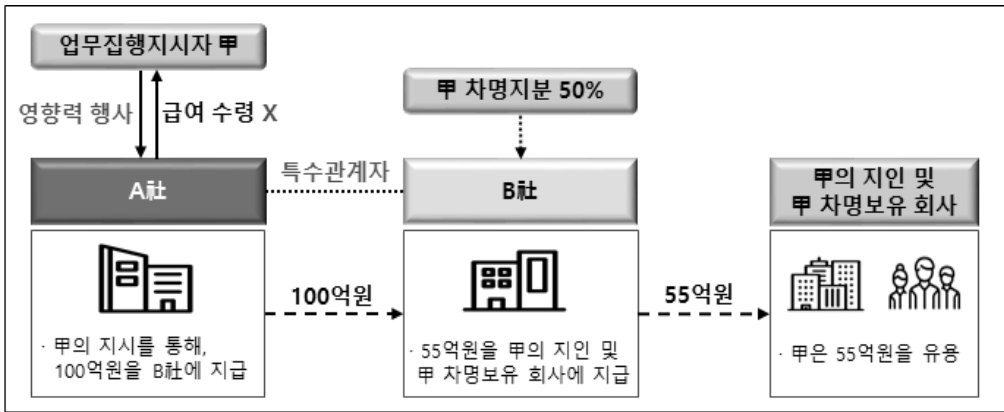 업무집행지시자 甲
영향력 행사
급여 수령 X
甲 차명지분 50%
특수관계자
A社
B社
甲의 지인 및
甲 차명보유 회사
100억원
55억원
· 甲의 지시를 통해,
100억원을 B社에 지급
· 55억원을 甲의 지인 및
甲 차명보유 회사에 지급
· 甲은 55억원을 유용